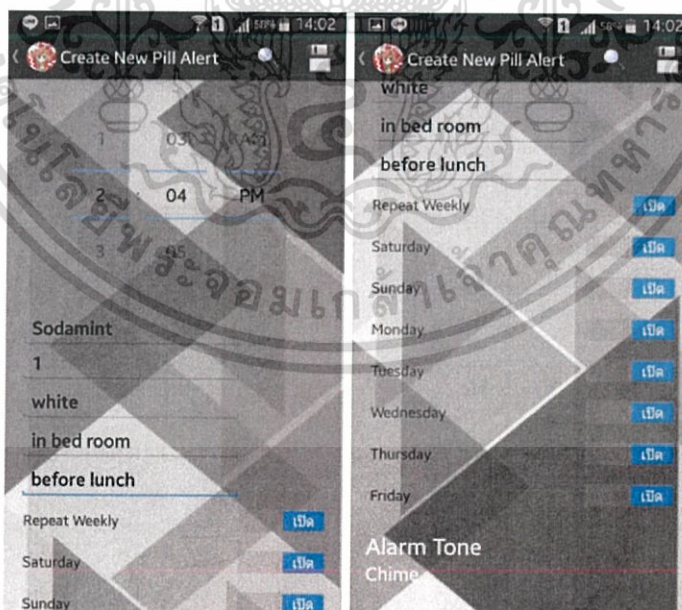 58% 14:02
Create New Pill Alert
1 03 AM
2 : 04 PM
3 05
Sodamint
1
white
in bed room
before lunch
Repeat Weekly เปิด
Saturday เปิด
Sunday เปิด
58% 14:02
Create New Pill Alert
white
in bed room
before lunch
Repeat Weekly เปิด
Saturday เปิด
Sunday เปิด
Monday เปิด
Tuesday เปิด
Wednesday เปิด
Thursday เปิด
Friday เปิด
Alarm Tone
Chime